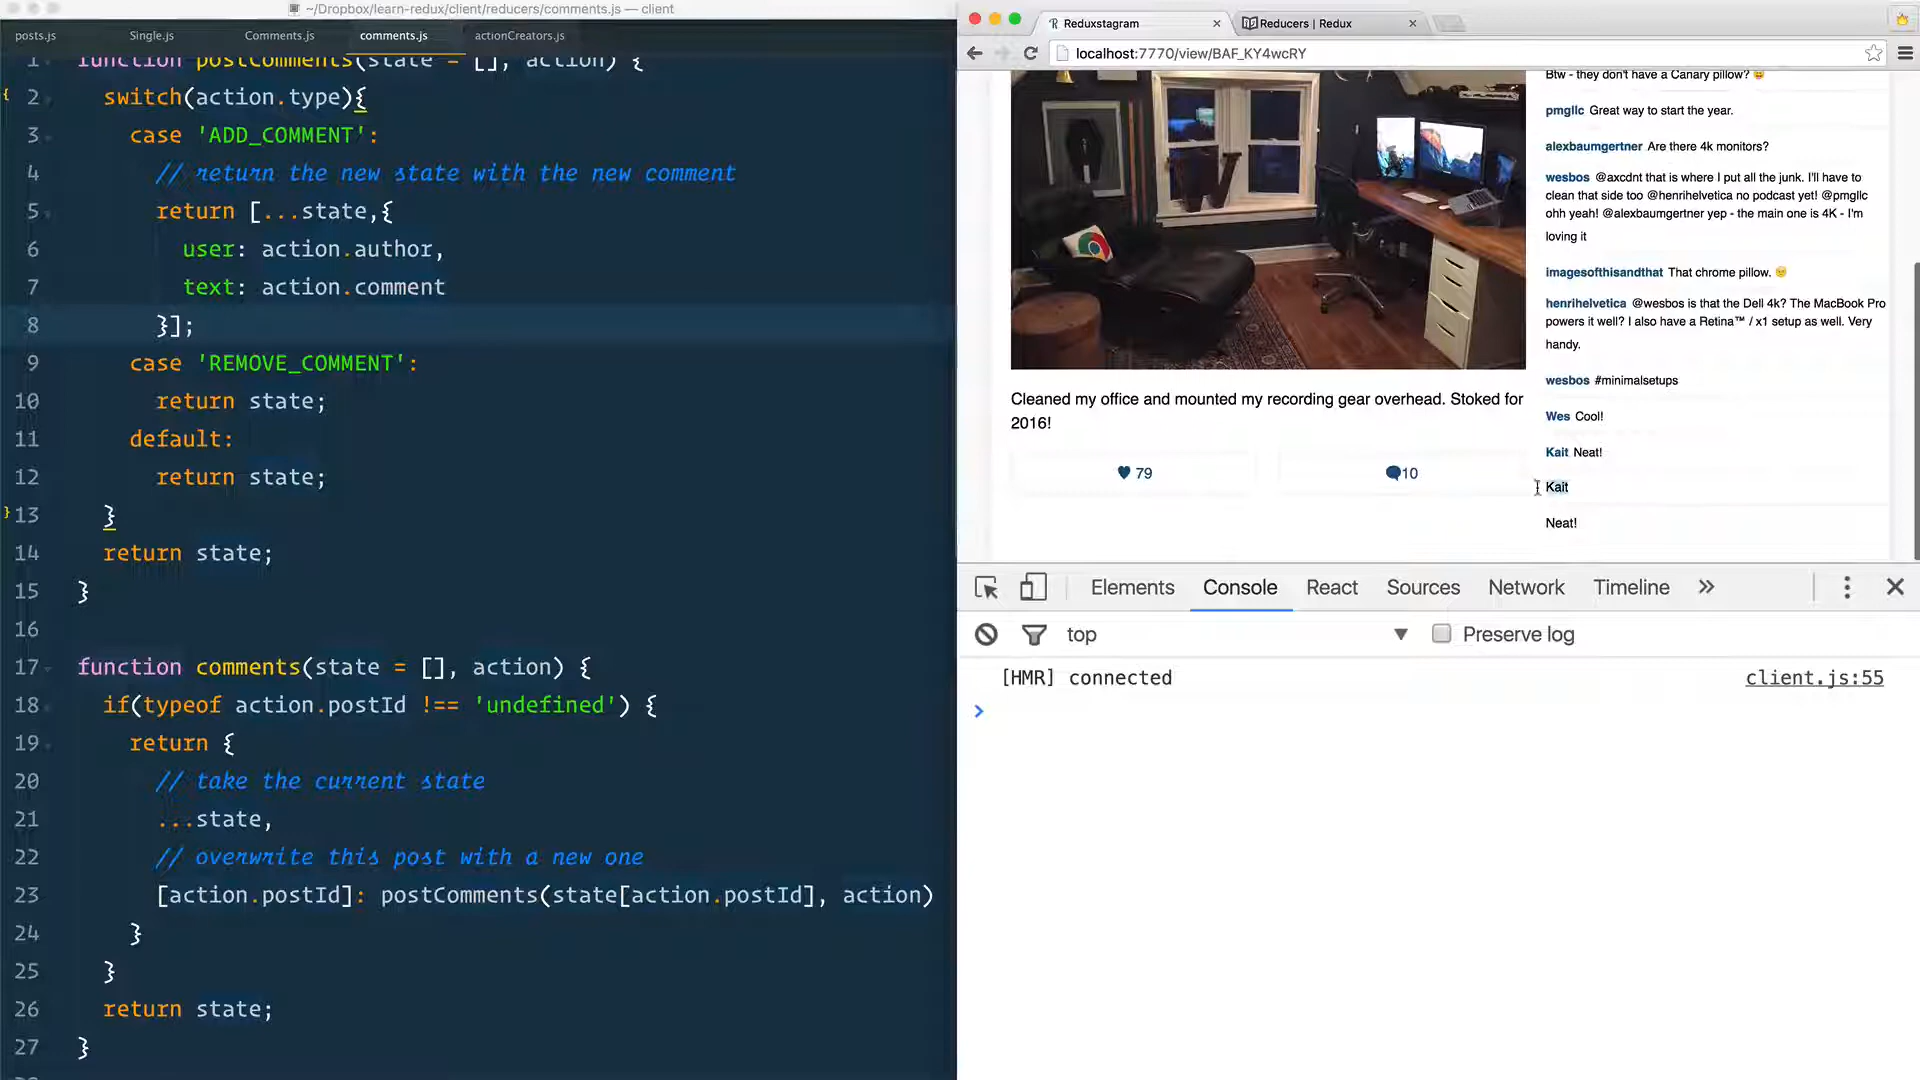 ~/Dropbox/learn-redux/client/reducers/comments.js — client
posts.js
Single.js
Comments.js
comments.js
actionCreators.js
1 function postComments(state = [], action) {
2 switch(action.type){
3 case 'ADD_COMMENT':
4 // return the new state with the new comment
5 return [...state,{
6 user: action.author,
7 text: action.comment
8 }];
9 case 'REMOVE_COMMENT':
10 return state;
11 default:
12 return state;
13 }
14 return state;
15 }
16
17 function comments(state = [], action) {
18 if(typeof action.postId !== 'undefined') {
19 return {
20 // take the current state
21 ...state,
22 // overwrite this post with a new one
23 [action.postId]: postComments(state[action.postId], action)
24 }
25 }
26 return state;
27 }
Reduxstagram
Reducers | Redux
localhost:7770/view/BAF_KY4wcRY
Cleaned my office and mounted my recording gear overhead. Stoked for
2016!
79
10
Btw - they don't have a Canary pillow? 😄
pmgllc Great way to start the year.
alexbaumgertner Are there 4k monitors?
wesbos @axcdnt that is where I put all the junk. I'll have to
clean that side too @henrihelvetica no podcast yet! @pmgllc
ohh yeah! @alexbaumgertner yep - the main one is 4K - I'm
loving it
imagesofthisandthat That chrome pillow. 😁
henrihelvetica @wesbos is that the Dell 4k? The MacBook Pro
powers it well? I also have a Retina™ / x1 setup as well. Very
handy.
wesbos #minimalsetups
Wes Cool!
Kait Neat!
Kait
Neat!
Elements
Console
React
Sources
Network
Timeline
top
Preserve log
[HMR] connected
client.js:55